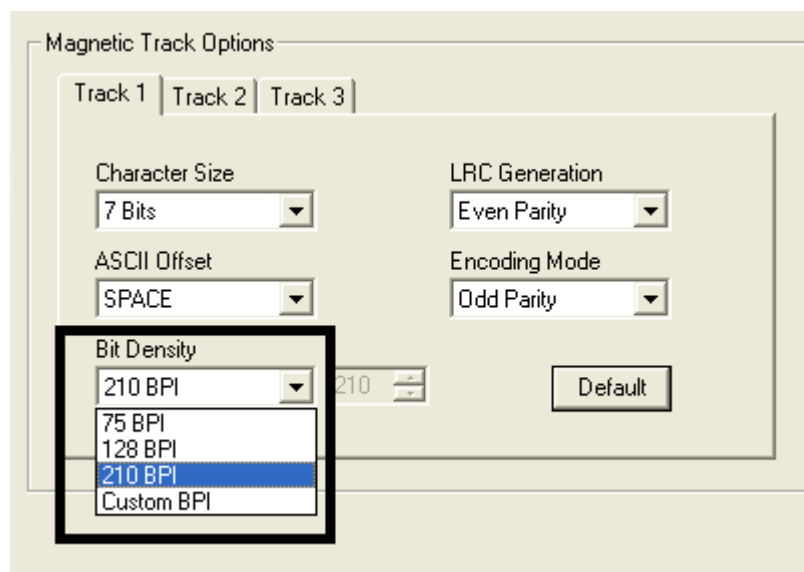 Magnetic Track Options
Track 1 Track 2 Track 3
Character Size LRC Generation
7 Bits Even Parity
ASCII Offset Encoding Mode
SPACE Odd Parity
Bit Density
210 BPI 210 Default
75 BPI
128 BPI
210 BPI
Custom BPI